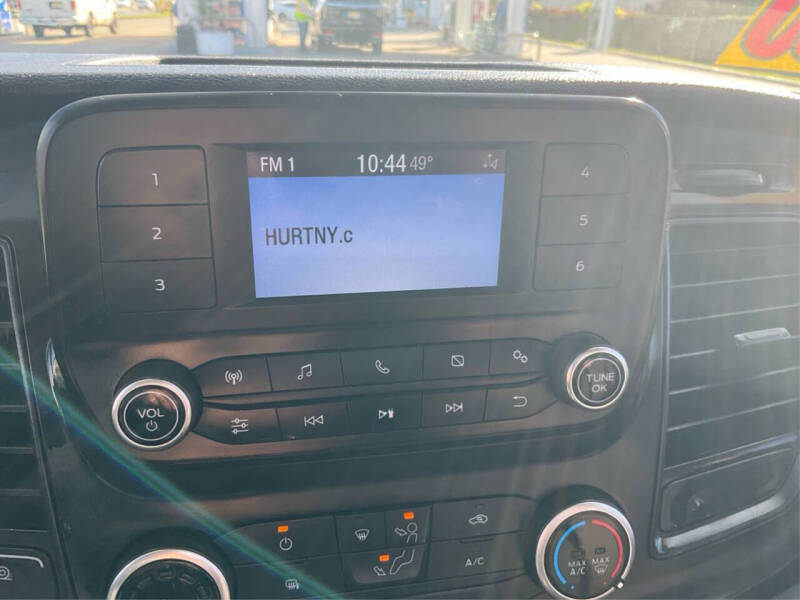 FM 1 10:44 49°
HURTNY.c
1
2
3
4
5
6
VOL
TUNE
OK
A/C
MAX
A/C
MAX